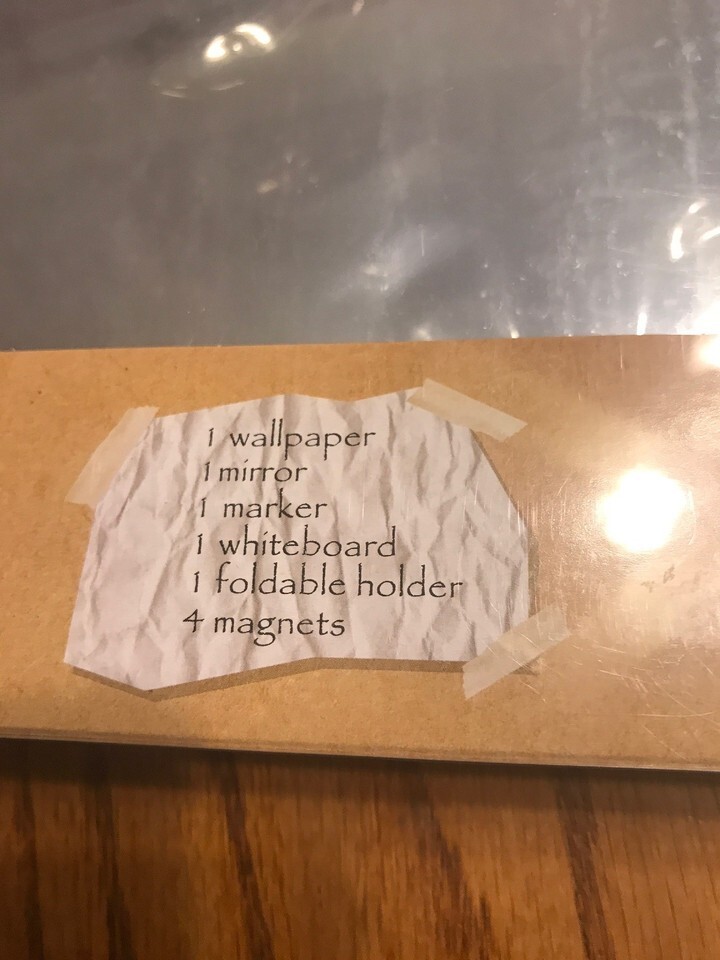 1 wallpaper
1 mirror
1 marker
1 whiteboard
1 foldable holder
4 magnets